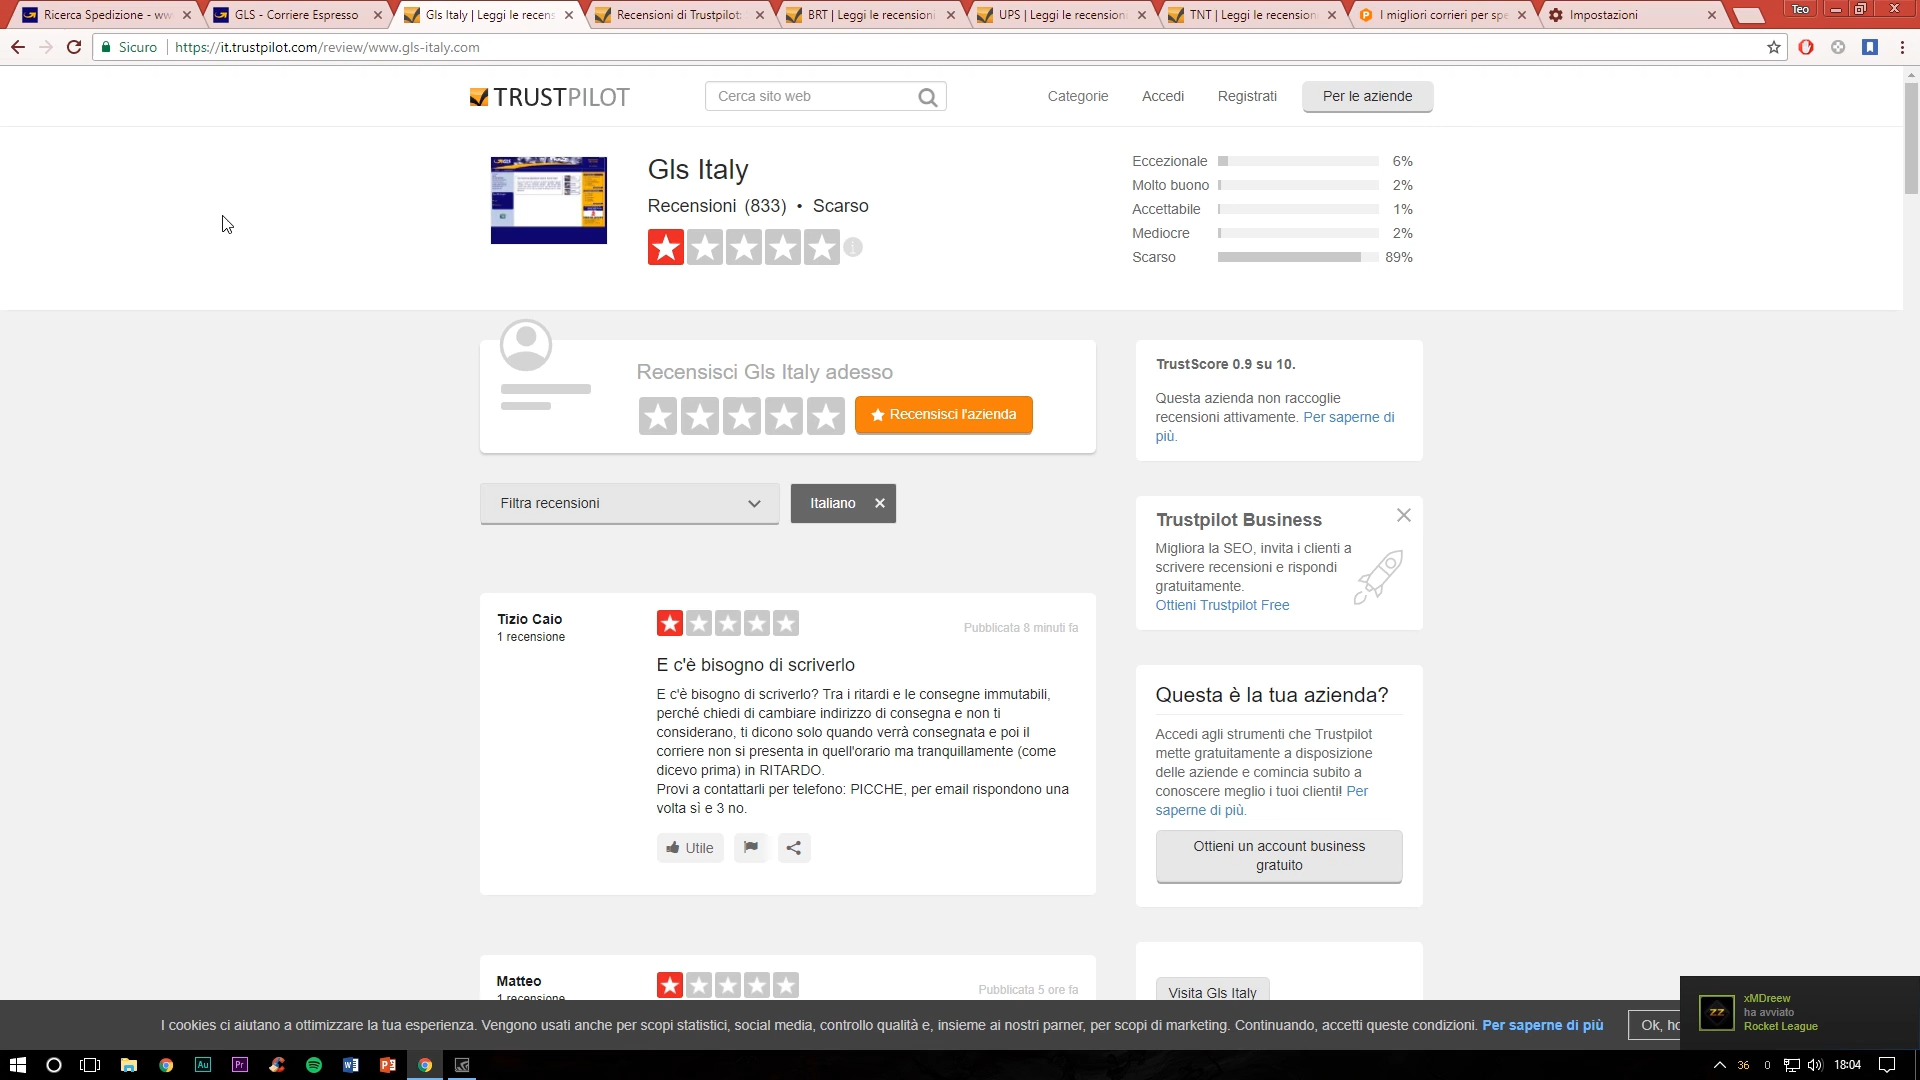 Ricerca Spedizione - ww
GLS - Corriere Espresso
Gls Italy | Leggi le recens
Recensioni di Trustpilot:
BRT | Leggi le recensioni
UPS | Leggi le recension
TNT | Leggi le recension
I migliori corrieri per spe
Impostazioni
Teo
Sicuro
https://it.trustpilot.com/review/www.gls-italy.com
TRUSTPILOT
Cerca sito web
Categorie
Accedi
Registrati
Per le aziende
Gls Italy
Recensioni (833) • Scarso
Eccezionale 6%
Molto buono 2%
Accettabile 1%
Mediocre 2%
Scarso 89%
Recensisci Gls Italy adesso
Recensisci l'azienda
Filtra recensioni
Italiano
Tizio Caio
1 recensione
Pubblicata 8 minuti fa
E c'è bisogno di scriverlo
E c'è bisogno di scriverlo? Tra i ritardi e le consegne immutabili,
perché chiedi di cambiare indirizzo di consegna e non ti
considerano, ti dicono solo quando verrà consegnata e poi il
corriere non si presenta in quell'orario ma tranquillamente (come
dicevo prima) in RITARDO.
Provi a contattarli per telefono: PICCHE, per email rispondono una
volta sì e 3 no.
Utile
Matteo
1 recensione
Pubblicata 5 ore fa
TrustScore 0.9 su 10.
Questa azienda non raccoglie
recensioni attivamente. Per saperne di
più.
Trustpilot Business
Migliora la SEO, invita i clienti a
scrivere recensioni e rispondi
gratuitamente.
Ottieni Trustpilot Free
Questa è la tua azienda?
Accedi agli strumenti che Trustpilot
mette gratuitamente a disposizione
delle aziende e comincia subito a
conoscere meglio i tuoi clienti! Per
saperne di più.
Ottieni un account business
gratuito
Visita Gls Italy
I cookies ci aiutano a ottimizzare la tua esperienza. Vengono usati anche per scopi statistici, social media, controllo qualità e, insieme ai nostri parner, per scopi di marketing. Continuando, accetti queste condizioni. Per saperne di più
Ok, ho
xMDreew
ha avviato
Rocket League
Au
Pr
36
0
18:04